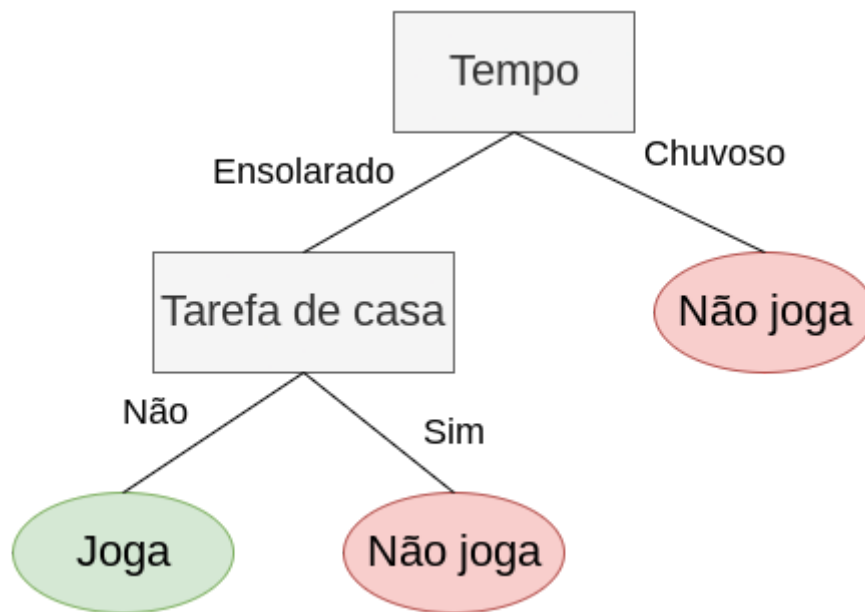 Tempo
Ensolarado
Chuvoso
Tarefa de casa
Não joga
Não
Sim
Joga
Não joga